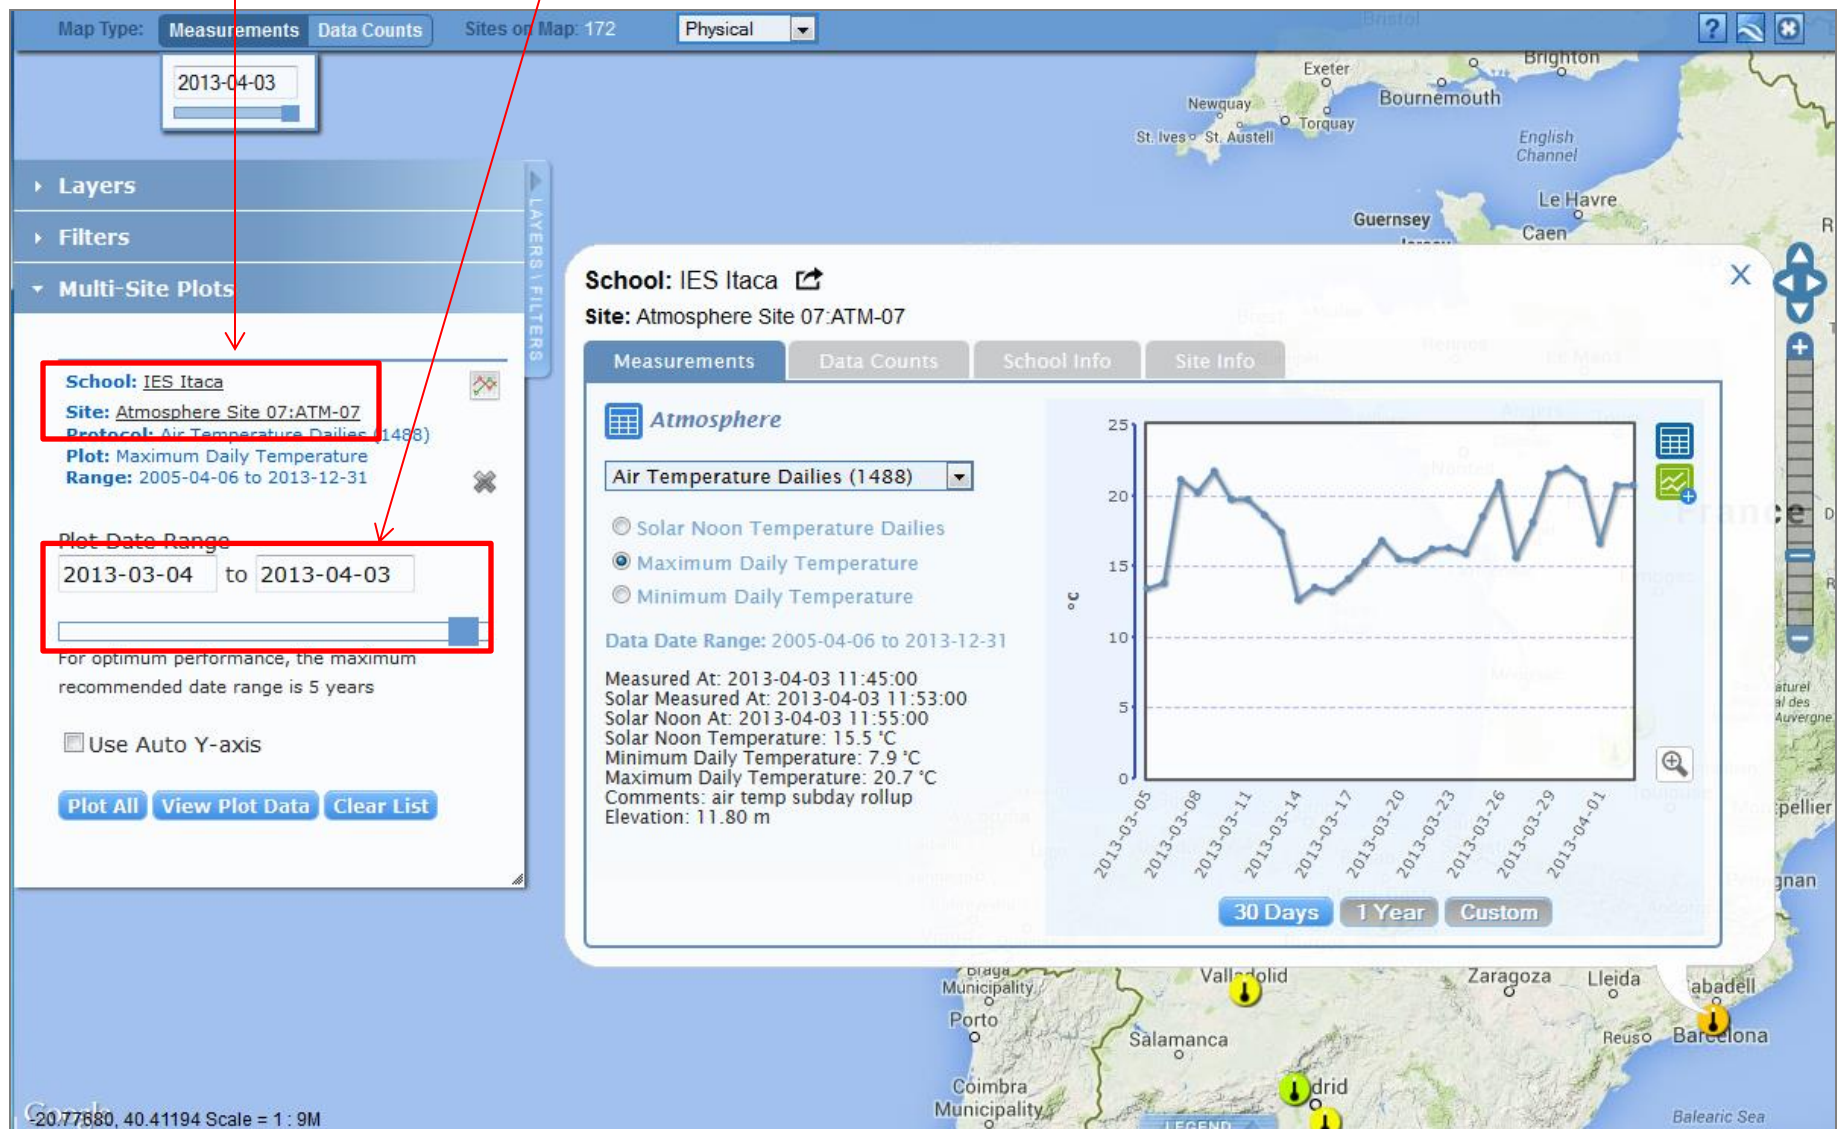 Map Type: Measurements Data Counts Sites on Map: 172 Physical
?
2013-04-03
Layers
Filters
Multi-Site Plots
LAYERS \ FILTERS
School: IES Itaca
Site: Atmosphere Site 07:ATM-07
Protocol: Air Temperature Dailies (1488)
Plot: Maximum Daily Temperature
Range: 2005-04-06 to 2013-12-31
Plot Date Range
2013-03-04 to 2013-04-03
For optimum performance, the maximum
recommended date range is 5 years
Use Auto Y-axis
Plot All View Plot Data Clear List
School: IES Itaca
X
Site: Atmosphere Site 07:ATM-07
Measurements Data Counts School Info Site Info
Atmosphere
Air Temperature Dailies (1488)
Solar Noon Temperature Dailies
Maximum Daily Temperature
Minimum Daily Temperature
Data Date Range: 2005-04-06 to 2013-12-31
Measured At: 2013-04-03 11:45:00
Solar Measured At: 2013-04-03 11:53:00
Solar Noon At: 2013-04-03 11:55:00
Solar Noon Temperature: 15.5 °C
Minimum Daily Temperature: 7.9 °C
Maximum Daily Temperature: 20.7 °C
Comments: air temp subday rollup
Elevation: 11.80 m
25
20
15
10
5
0
°C
2013-03-05
2013-03-08
2013-03-11
2013-03-14
2013-03-17
2013-03-20
2013-03-23
2013-03-26
2013-03-29
2013-04-01
30 Days 1 Year Custom
Bristol
Exeter
Brighton
Bournemouth
Newquay
Torquay
St. Ives St. Austell
English
Channel
Le Havre
Guernsey
Caen
France
Braga
Municipality
Porto
Valladolid
Zaragoza
Lleida
abadell
Salamanca
Reus
Barcelona
Coimbra
Municipality
drid
Balearic Sea
LEGEND
Google
-20.77680, 40.41194 Scale = 1 : 9M